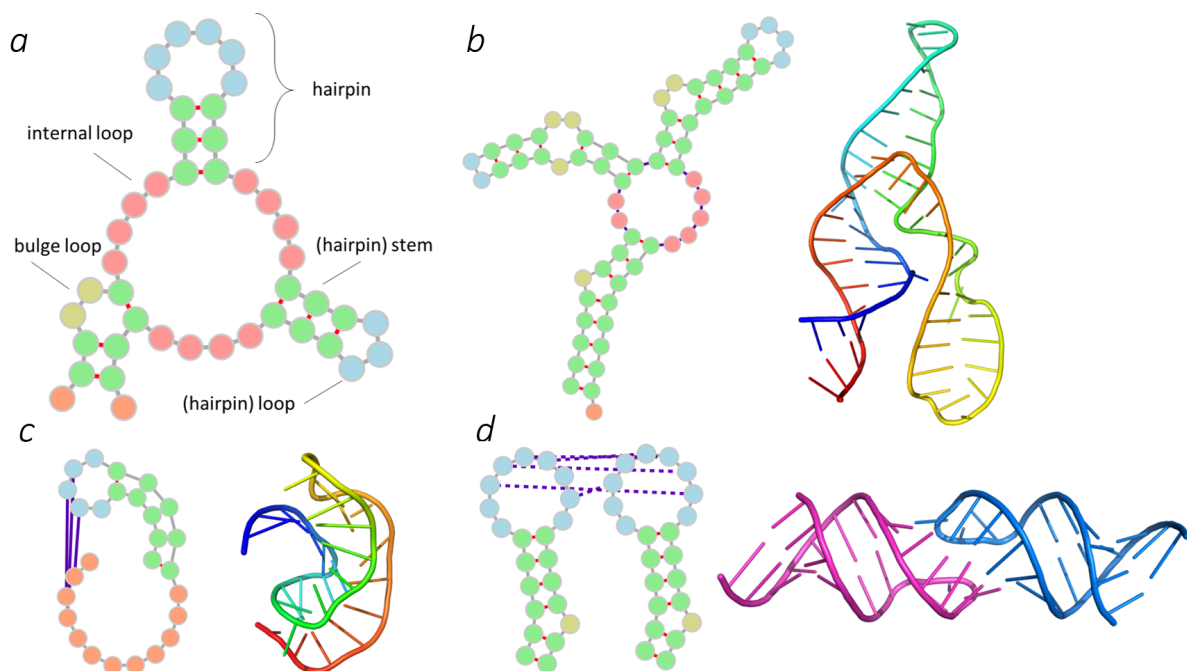 a
b
hairpin
internal loop
bulge loop
(hairpin) stem
(hairpin) loop
c
d